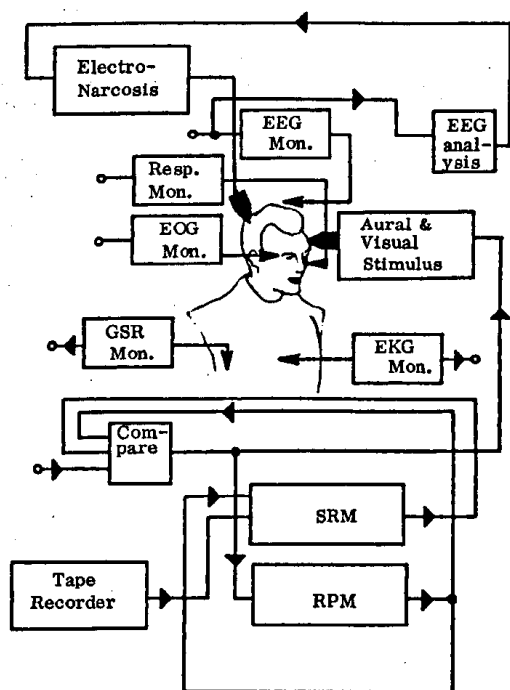 Electro-
Narcosis
EEG
Mon.
EEG
anal-
ysis
Resp.
Mon.
EOG
Mon.
Aural &
Visual
Stimulus
GSR
Mon.
EKG
Mon.
Com-
pare
SRM
Tape
Recorder
RPM